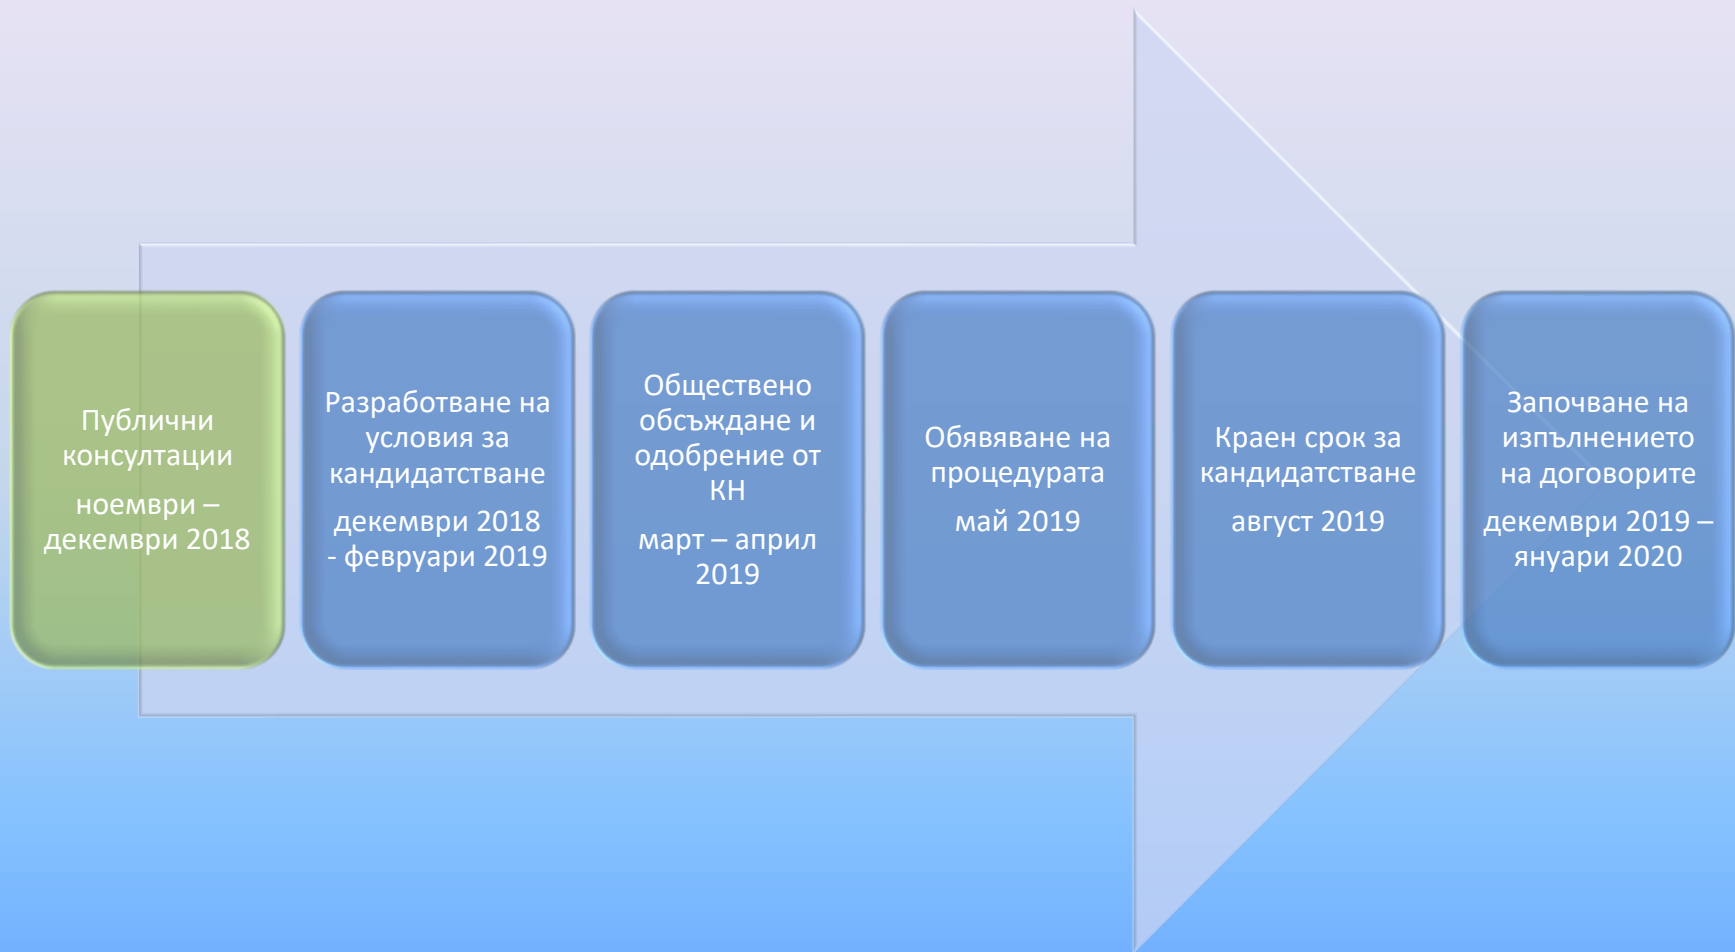 Публични
консултации
ноември –
декември 2018
Разработване на
условия за
кандидатстване
декември 2018
- февруари 2019
Обществено
обсъждане и
одобрение от
КН
март – април
2019
Обявяване на
процедурата
май 2019
Краен срок за
кандидатстване
август 2019
Започване на
изпълнението
на договорите
декември 2019 –
януари 2020